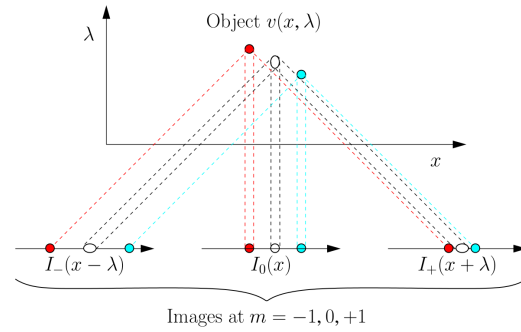 Object v(x, λ)
λ
x
I₋(x − λ) I₀(x) I₊(x + λ)
Images at m = −1, 0, +1